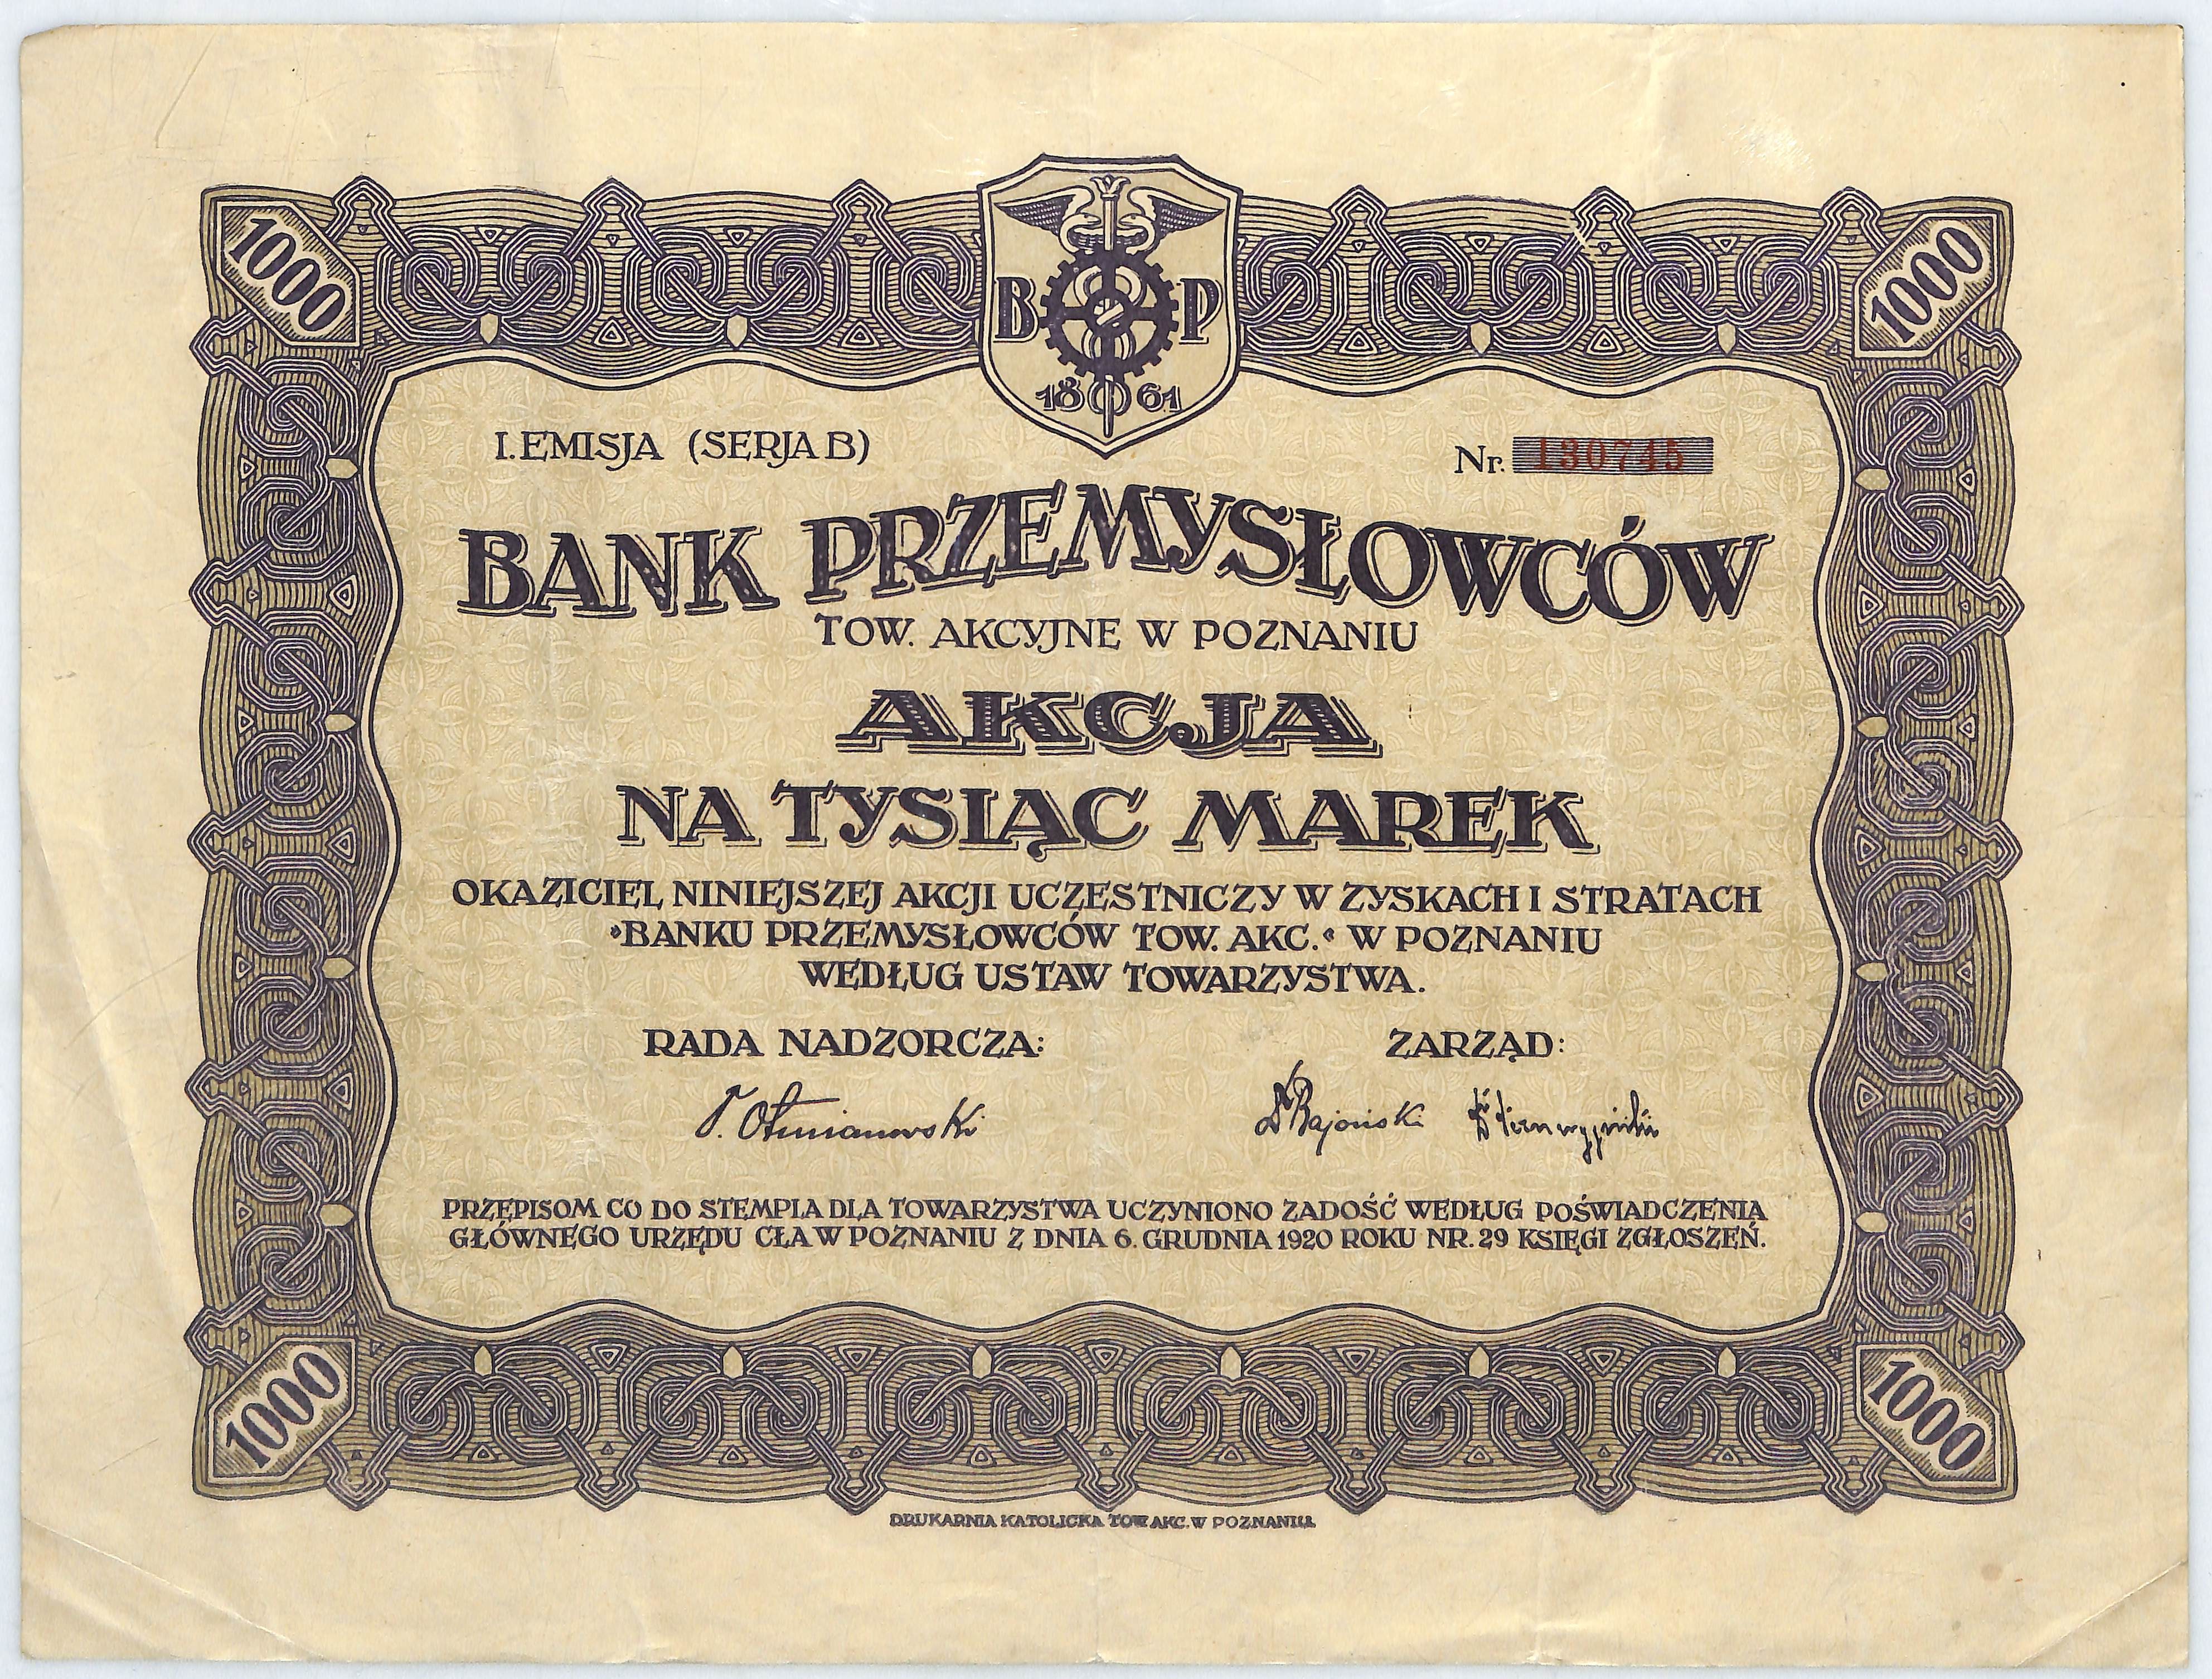 1000
1000
B P
1861
I. EMISJA (SERJA B)
Nr. 130745
BANK PRZEMYSŁOWCÓW
TOW. AKCYJNE W POZNANIU
AKCJA
NA TYSIĄC MAREK
OKAZICIEL NINIEJSZEJ AKCJI UCZESTNICZY W ZYSKACH I STRATACH
»BANKU PRZEMYSŁOWCÓW TOW. AKC.« W POZNANIU
WEDŁUG USTAW TOWARZYSTWA.
RADA NADZORCZA:
ZARZĄD:
PRZEPISOM CO DO STEMPLA DLA TOWARZYSTWA UCZYNIONO ZADOŚĆ WEDŁUG POŚWIADCZENIA
GŁÓWNEGO URZĘDU CŁA W POZNANIU Z DNIA 6. GRUDNIA 1920 ROKU NR. 29 KSIĘGI ZGŁOSZEŃ.
1000
1000
DRUKARNIA KATOLICKA TOW. AKC. W POZNANIU.